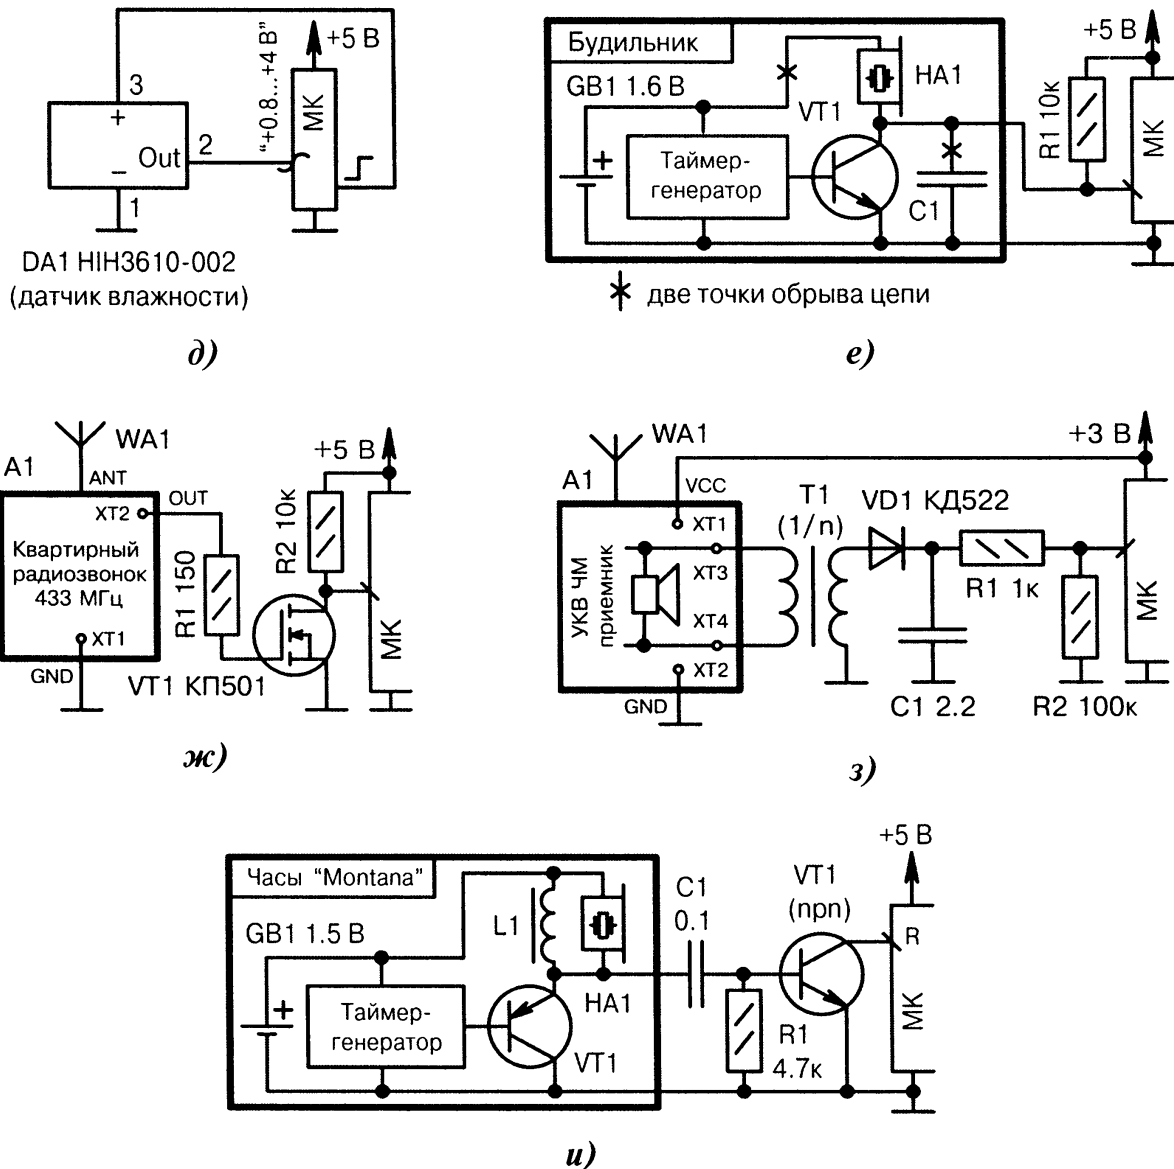 3
+
Out
2
−
1
"+0.8...+4 В"
МК
+5 В
DA1 HIH3610-002
(датчик влажности)
д)
Будильник
GB1 1.6 В
+
Таймер-
генератор
VT1
HA1
C1
R1 10к
+5 В
МК
две точки обрыва цепи
е)
WA1
A1
ANT
OUT
XT2
Квартирный
радиозвонок
433 МГц
XT1
GND
R1 150
VT1 КП501
R2 10к
+5 В
МК
ж)
WA1
A1
VCC
XT1
XT3
УКВ ЧМ
приемник
XT4
XT2
GND
T1
(1/n)
VD1 КД522
R1 1к
C1 2.2
R2 100к
+3 В
МК
з)
Часы "Montana"
GB1 1.5 В
+
Таймер-
генератор
L1
HA1
VT1
C1
0.1
R1
4.7к
VT1
(npn)
+5 В
R
МК
и)